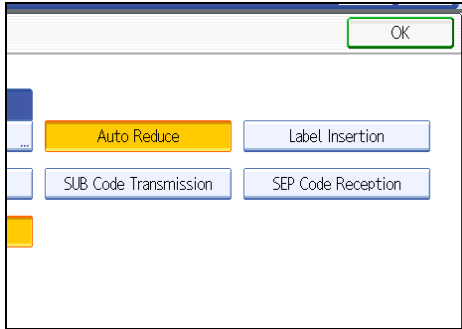 OK
... Auto Reduce Label Insertion
SUB Code Transmission SEP Code Reception